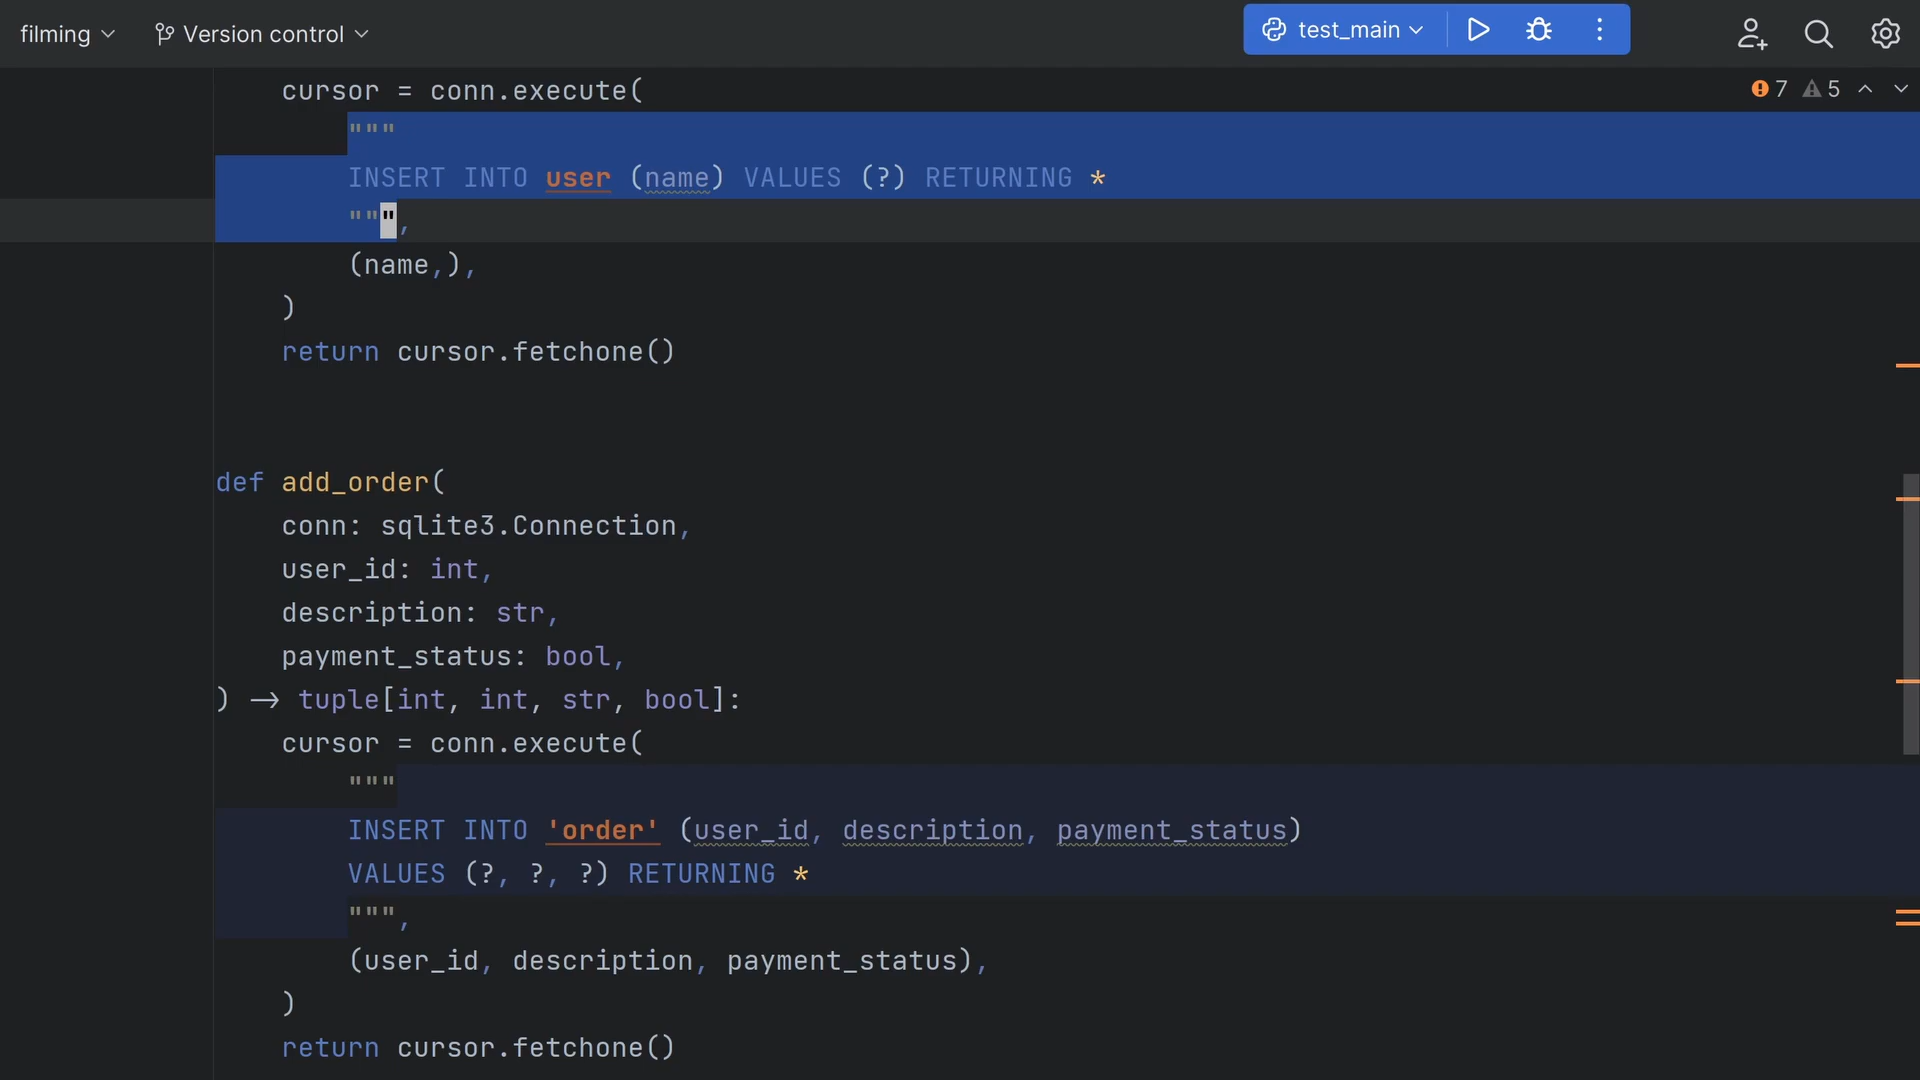 filming Version control test_main
cursor = conn.execute(
7 5
"""
INSERT INTO user (name) VALUES (?) RETURNING *
""",
(name,),
)
return cursor.fetchone()
def add_order(
conn: sqlite3.Connection,
user_id: int,
description: str,
payment_status: bool,
) -> tuple[int, int, str, bool]:
cursor = conn.execute(
"""
INSERT INTO 'order' (user_id, description, payment_status)
VALUES (?, ?, ?) RETURNING *
""",
(user_id, description, payment_status),
)
return cursor.fetchone()